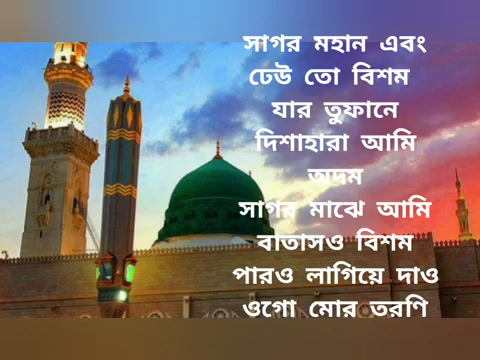 সাগর মহান এবং
ঢেউ তো বিশম
যার তুফানে
দিশাহারা আমি
অদম
সাগর মাঝে আমি
বাতাসও বিশম
পারও লাগিয়ে দাও
ওগো মোর তরণি